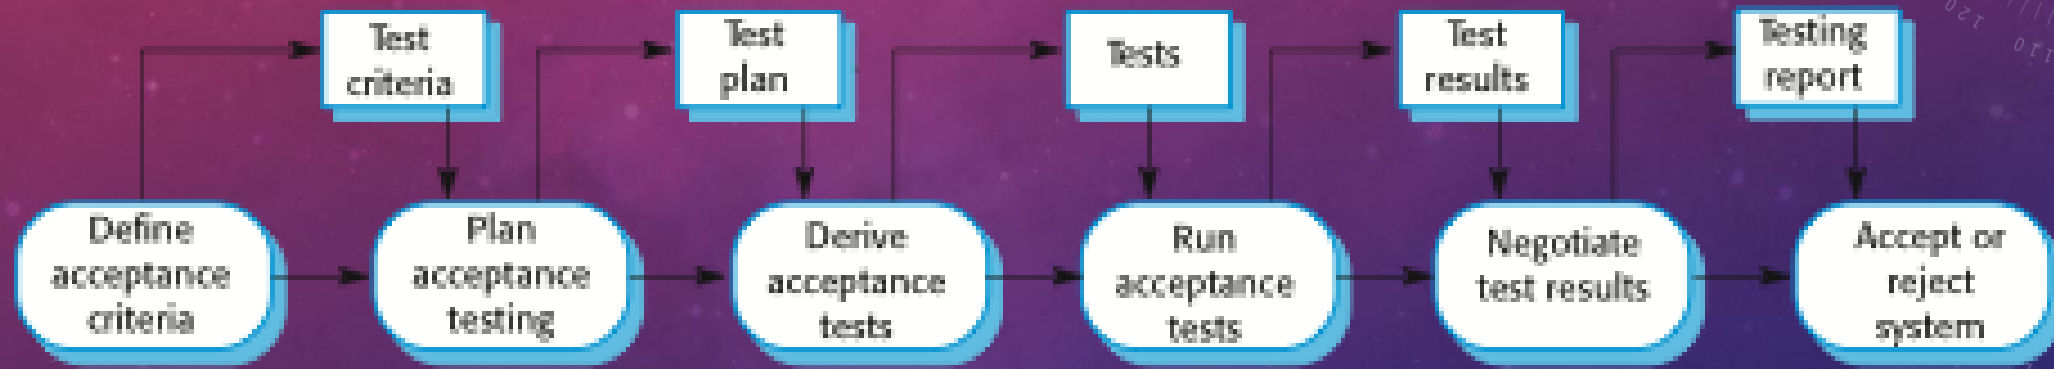 Test
criteria
Test
plan
Tests
Test
results
Testing
report
Define
acceptance
criteria
Plan
acceptance
testing
Derive
acceptance
tests
Run
acceptance
tests
Negotiate
test results
Accept or
reject
system
120